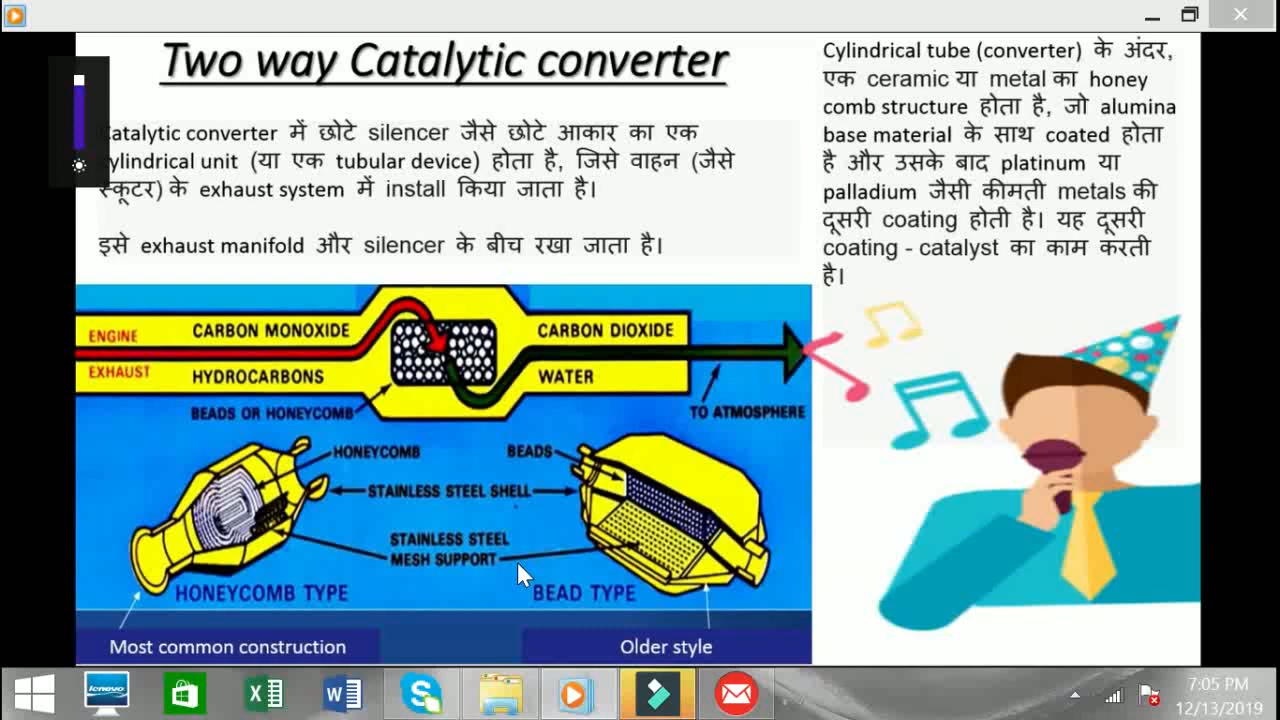 Two way Catalytic converter
Catalytic converter में छोटे silencer जैसे छोटे आकार का एक
cylindrical unit (या एक tubular device) होता है, जिसे वाहन (जैसे
स्कूटर) के exhaust system में install किया जाता है।
इसे exhaust manifold और silencer के बीच रखा जाता है।
Cylindrical tube (converter) के अंदर,
एक ceramic या metal का honey
comb structure होता है, जो alumina
base material के साथ coated होता
है और उसके बाद platinum या
palladium जैसी कीमती metals की
दूसरी coating होती है। यह दूसरी
coating - catalyst का काम करती
है।
ENGINE
EXHAUST
CARBON MONOXIDE
HYDROCARBONS
CARBON DIOXIDE
WATER
BEADS OR HONEYCOMB
TO ATMOSPHERE
HONEYCOMB
BEADS
STAINLESS STEEL SHELL
STAINLESS STEEL
MESH SUPPORT
HONEYCOMB TYPE
BEAD TYPE
Most common construction
Older style
lenovo
7:05 PM
12/13/2019